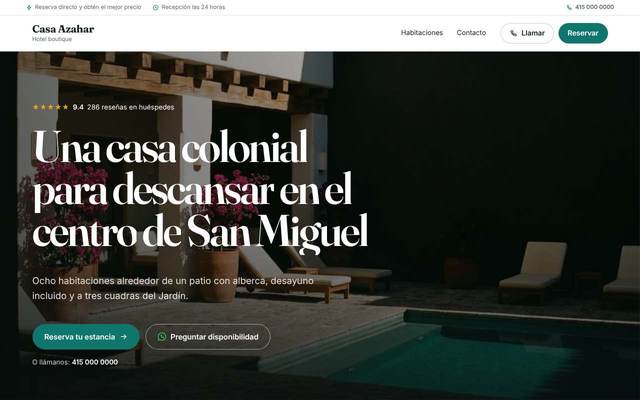 Reserva directo y obtén el mejor precio
Recepción las 24 horas
415 000 0000
Casa Azahar
Hotel boutique
Habitaciones
Contacto
Llamar
Reservar
★★★★★ 9.4 286 reseñas en huéspedes
Una casa colonial
para descansar en el
centro de San Miguel
Ocho habitaciones alrededor de un patio con alberca, desayuno
incluido y a tres cuadras del Jardín.
Reserva tu estancia →
Preguntar disponibilidad
O llámanos: 415 000 0000